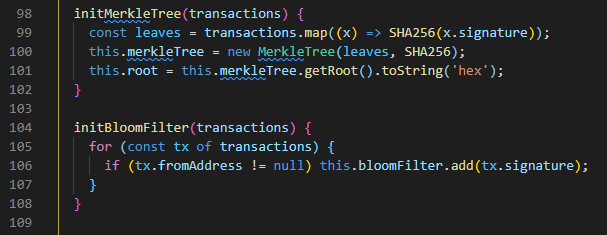 98 initMerkleTree(transactions) {
99 const leaves = transactions.map((x) => SHA256(x.signature));
100 this.merkleTree = new MerkleTree(leaves, SHA256);
101 this.root = this.merkleTree.getRoot().toString('hex');
102 }
103
104 initBloomFilter(transactions) {
105 for (const tx of transactions) {
106 if (tx.fromAddress != null) this.bloomFilter.add(tx.signature);
107 }
108 }
109